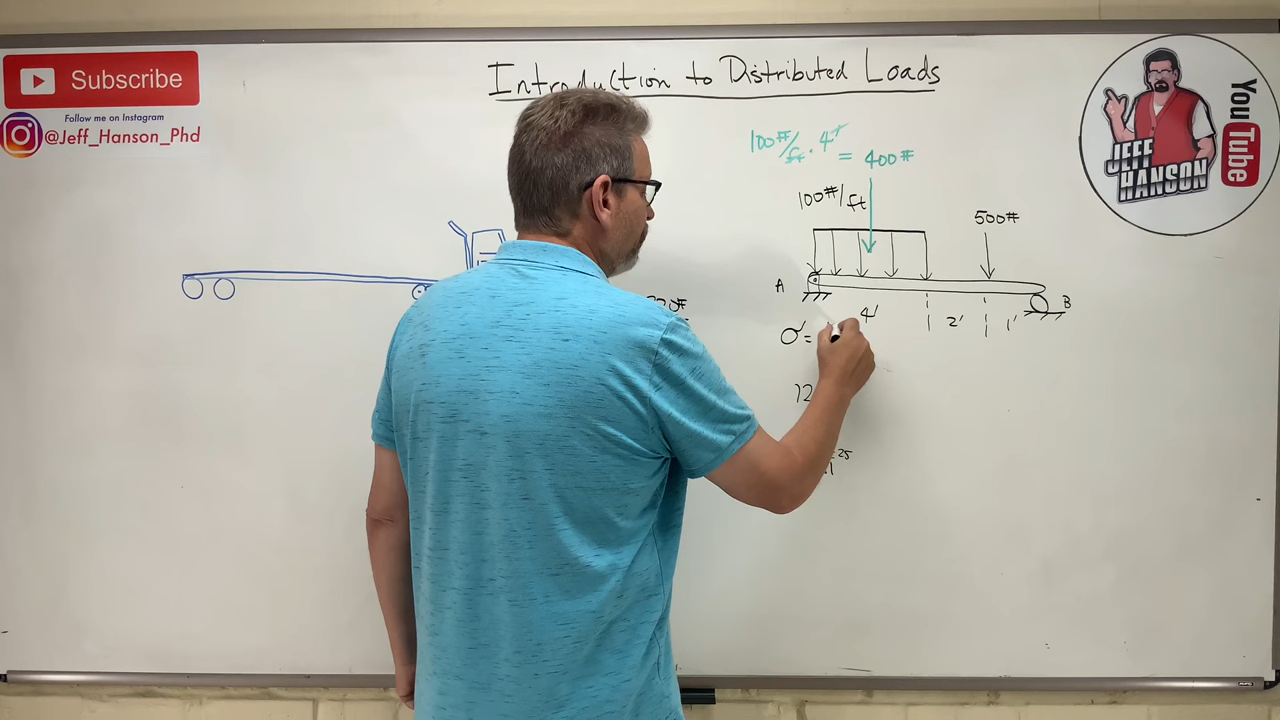 Subscribe
Follow me on Instagram
@Jeff_Hanson_Phd
Introduction to Distributed Loads
100#/ft · 4' = 400#
100#/ft
500#
A
B
4'
2'
1'
JEFF HANSON
YouTube